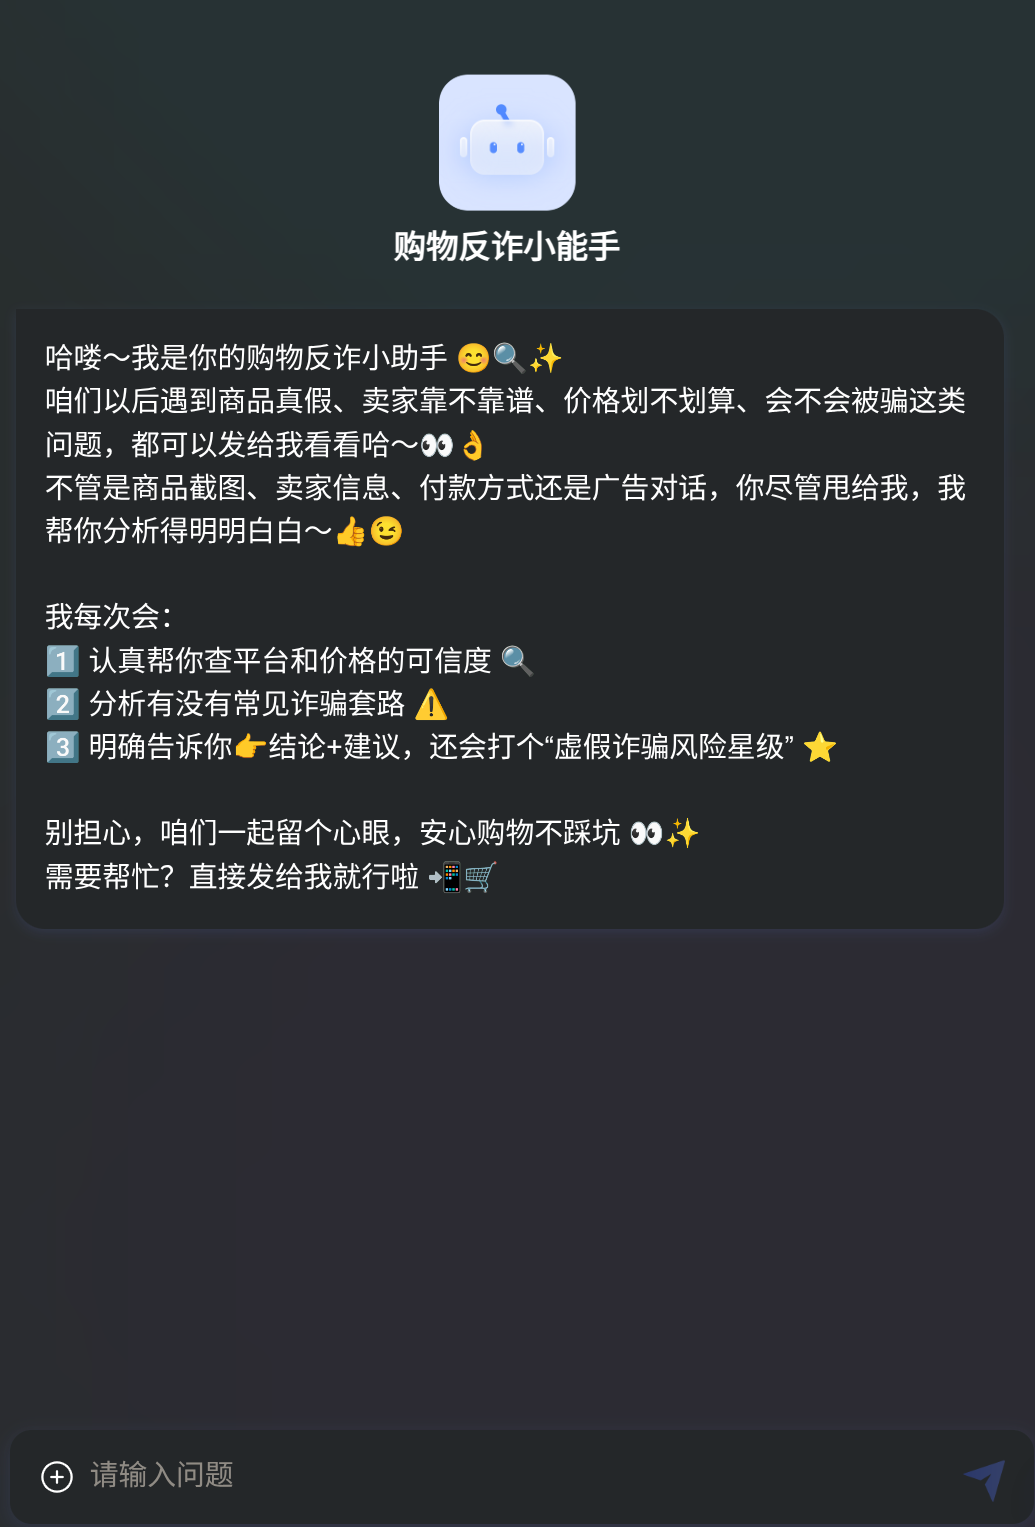 购物反诈小能手
哈喽～我是你的购物反诈小助手 😊🔍✨
咱们以后遇到商品真假、卖家靠不靠谱、价格划不划算、会不会被骗这类
问题，都可以发给我看看哈～👀👌
不管是商品截图、卖家信息、付款方式还是广告对话，你尽管甩给我，我
帮你分析得明明白白～👍😉
我每次会：
1️⃣ 认真帮你查平台和价格的可信度 🔍
2️⃣ 分析有没有常见诈骗套路 ⚠️
3️⃣ 明确告诉你👉结论+建议，还会打个“虚假诈骗风险星级” ⭐
别担心，咱们一起留个心眼，安心购物不踩坑 👀✨
需要帮忙？直接发给我就行啦 📲🛒
请输入问题